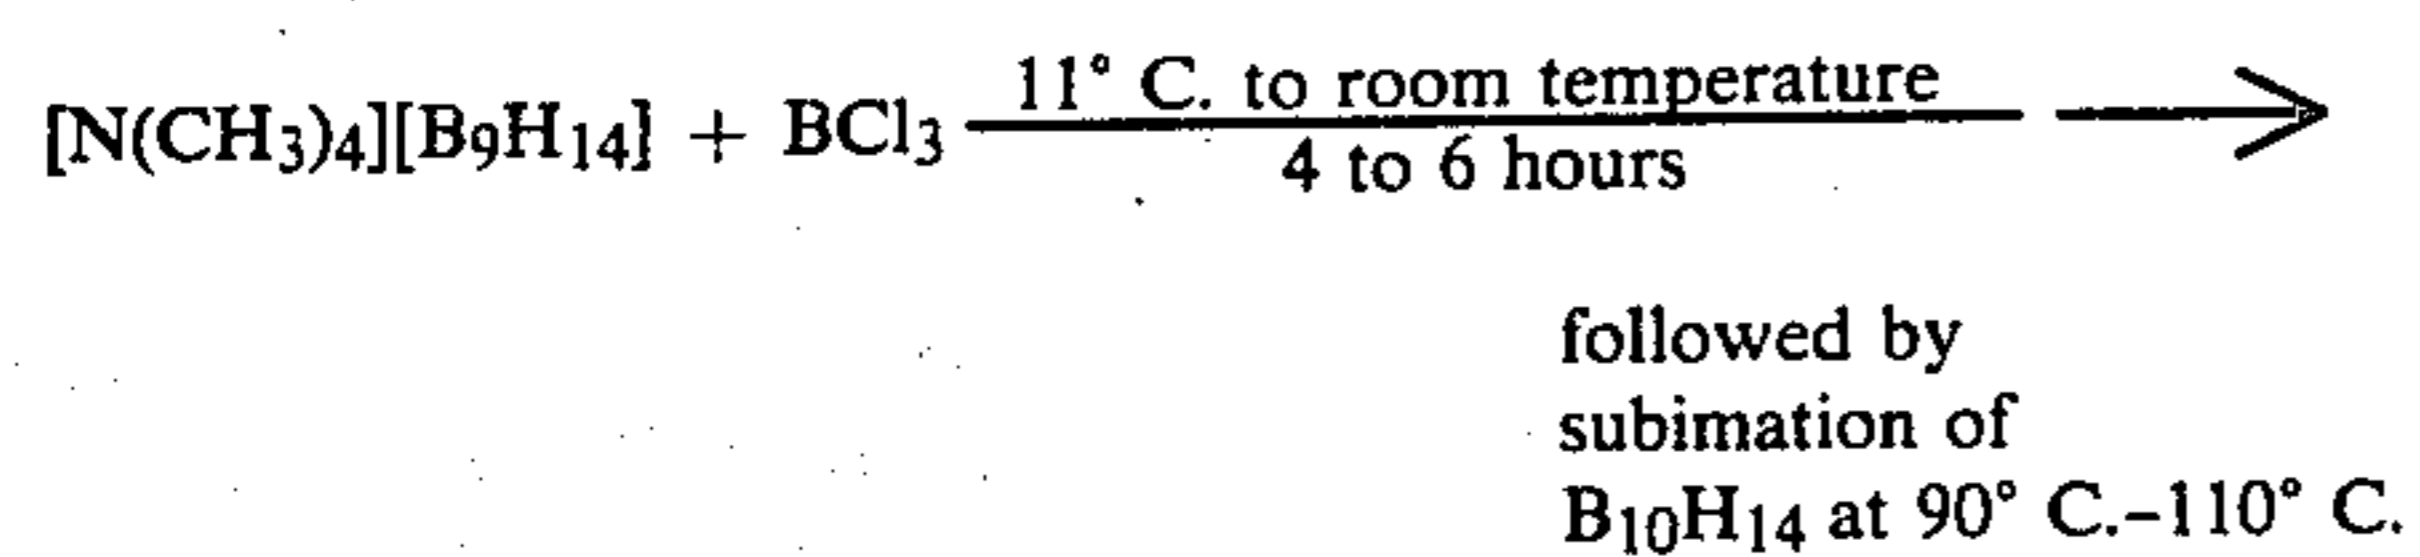 [N(CH₃)₄][B₉H₁₄] + BCl₃ 11° C. to room temperature
4 to 6 hours
followed by
subimation of
B₁₀H₁₄ at 90° C.–110° C.